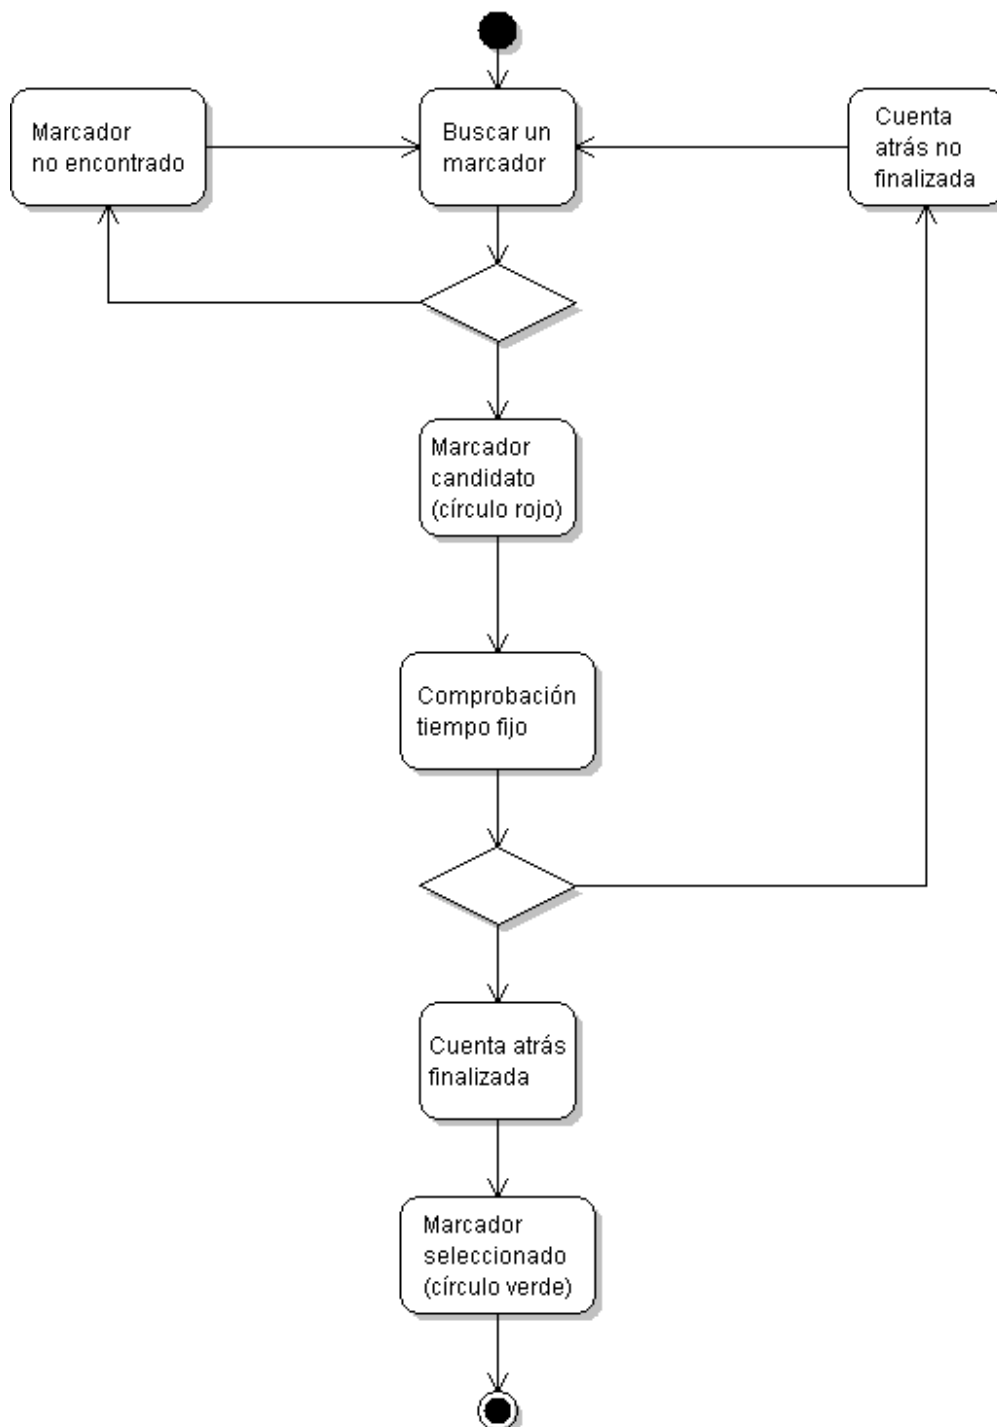 Marcador
no encontrado
Buscar un
marcador
Cuenta
atrás no
finalizada
Marcador
candidato
(círculo rojo)
Comprobación
tiempo fijo
Cuenta atrás
finalizada
Marcador
seleccionado
(círculo verde)